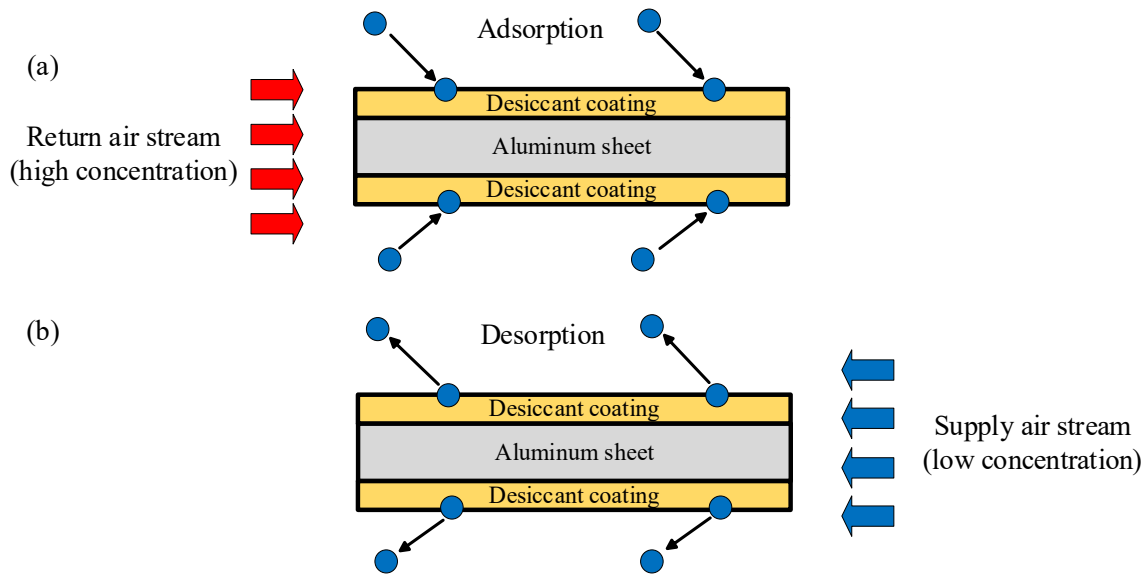 Adsorption
(a)
Return air stream
(high concentration)
Desiccant coating
Aluminum sheet
Desiccant coating
(b)
Desorption
Desiccant coating
Aluminum sheet
Desiccant coating
Supply air stream
(low concentration)